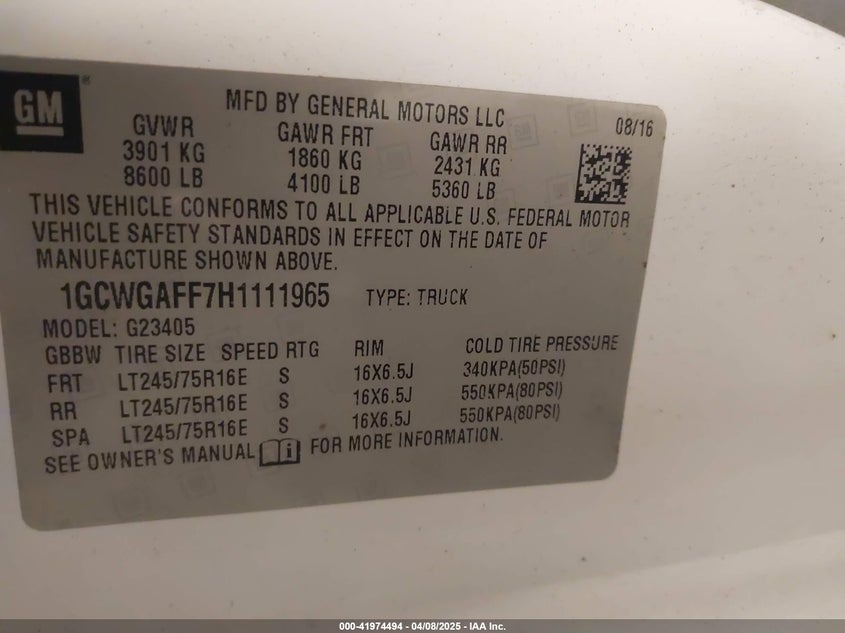 GM
®
MFD BY GENERAL MOTORS LLC
08/16
GVWR GAWR FRT GAWR RR
3901 KG 1860 KG 2431 KG
8600 LB 4100 LB 5360 LB
THIS VEHICLE CONFORMS TO ALL APPLICABLE U.S. FEDERAL MOTOR
VEHICLE SAFETY STANDARDS IN EFFECT ON THE DATE OF
MANUFACTURE SHOWN ABOVE.
1GCWGAFF7H1111965 TYPE: TRUCK
MODEL: G23405
GBBW TIRE SIZE SPEED RTG RIM COLD TIRE PRESSURE
FRT LT245/75R16E S 16X6.5J 340KPA(50PSI)
RR LT245/75R16E S 16X6.5J 550KPA(80PSI)
SPA LT245/75R16E S 16X6.5J 550KPA(80PSI)
SEE OWNER'S MANUAL i FOR MORE INFORMATION.
000-41974494 - 04/08/2025 - IAA Inc.